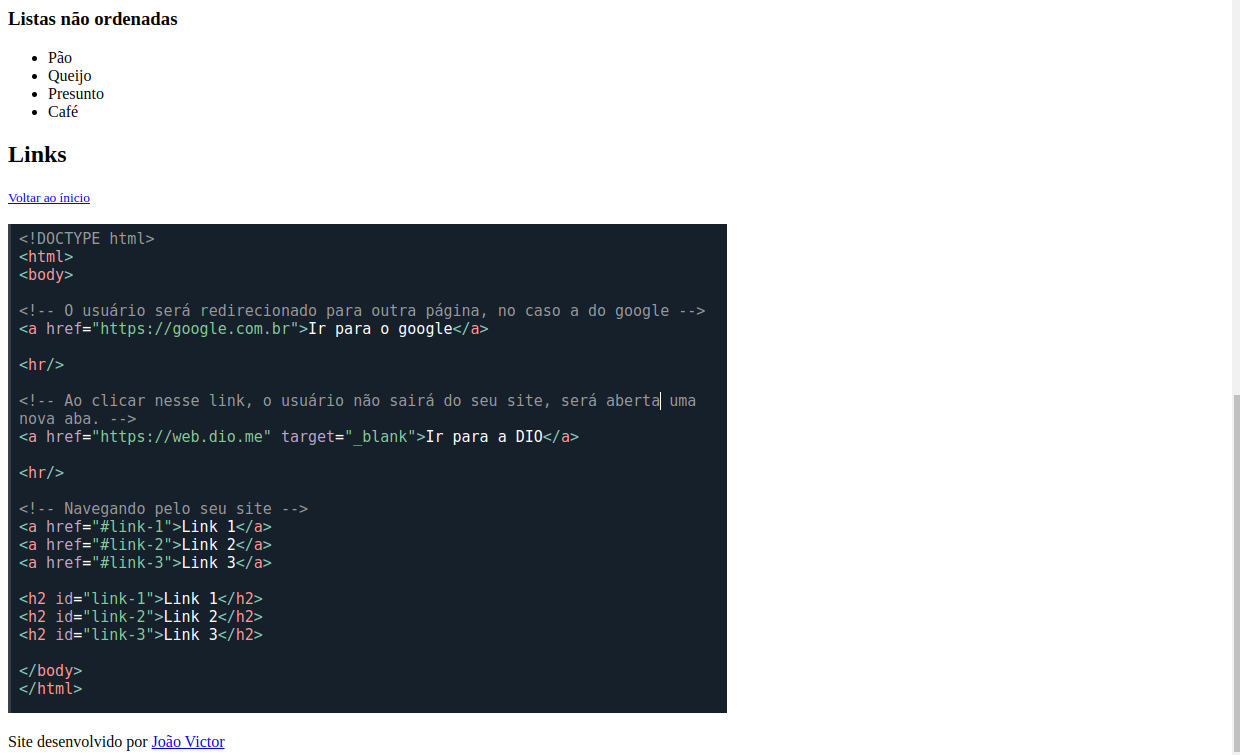 Listas não ordenadas
Pão
Queijo
Presunto
Café
Links
Voltar ao ínicio
<!DOCTYPE html>
<html>
<body>
<!-- O usuário será redirecionado para outra página, no caso a do google -->
<a href="https://google.com.br">Ir para o google</a>
<hr/>
<!-- Ao clicar nesse link, o usuário não sairá do seu site, será aberta uma
nova aba. -->
<a href="https://web.dio.me" target="_blank">Ir para a DIO</a>
<hr/>
<!-- Navegando pelo seu site -->
<a href="#link-1">Link 1</a>
<a href="#link-2">Link 2</a>
<a href="#link-3">Link 3</a>
<h2 id="link-1">Link 1</h2>
<h2 id="link-2">Link 2</h2>
<h2 id="link-3">Link 3</h2>
</body>
</html>
Site desenvolvido por João Victor